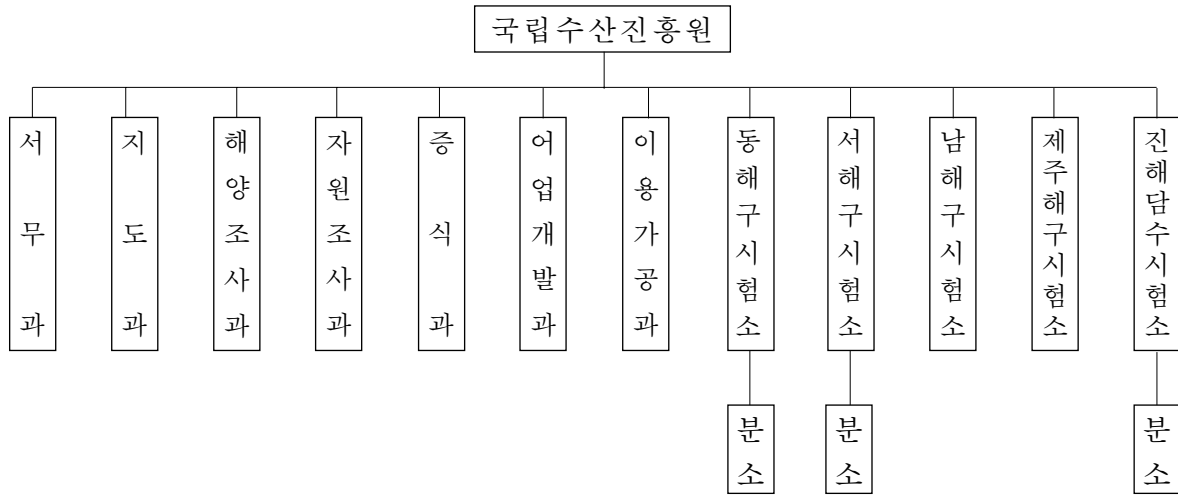 국립수산진흥원
서무과
지도과
해양조사과
자원조사과
증식과
어업개발과
이용가공과
동해구시험소
서해구시험소
남해구시험소
제주해구시험소
진해담수시험소
분소
분소
분소